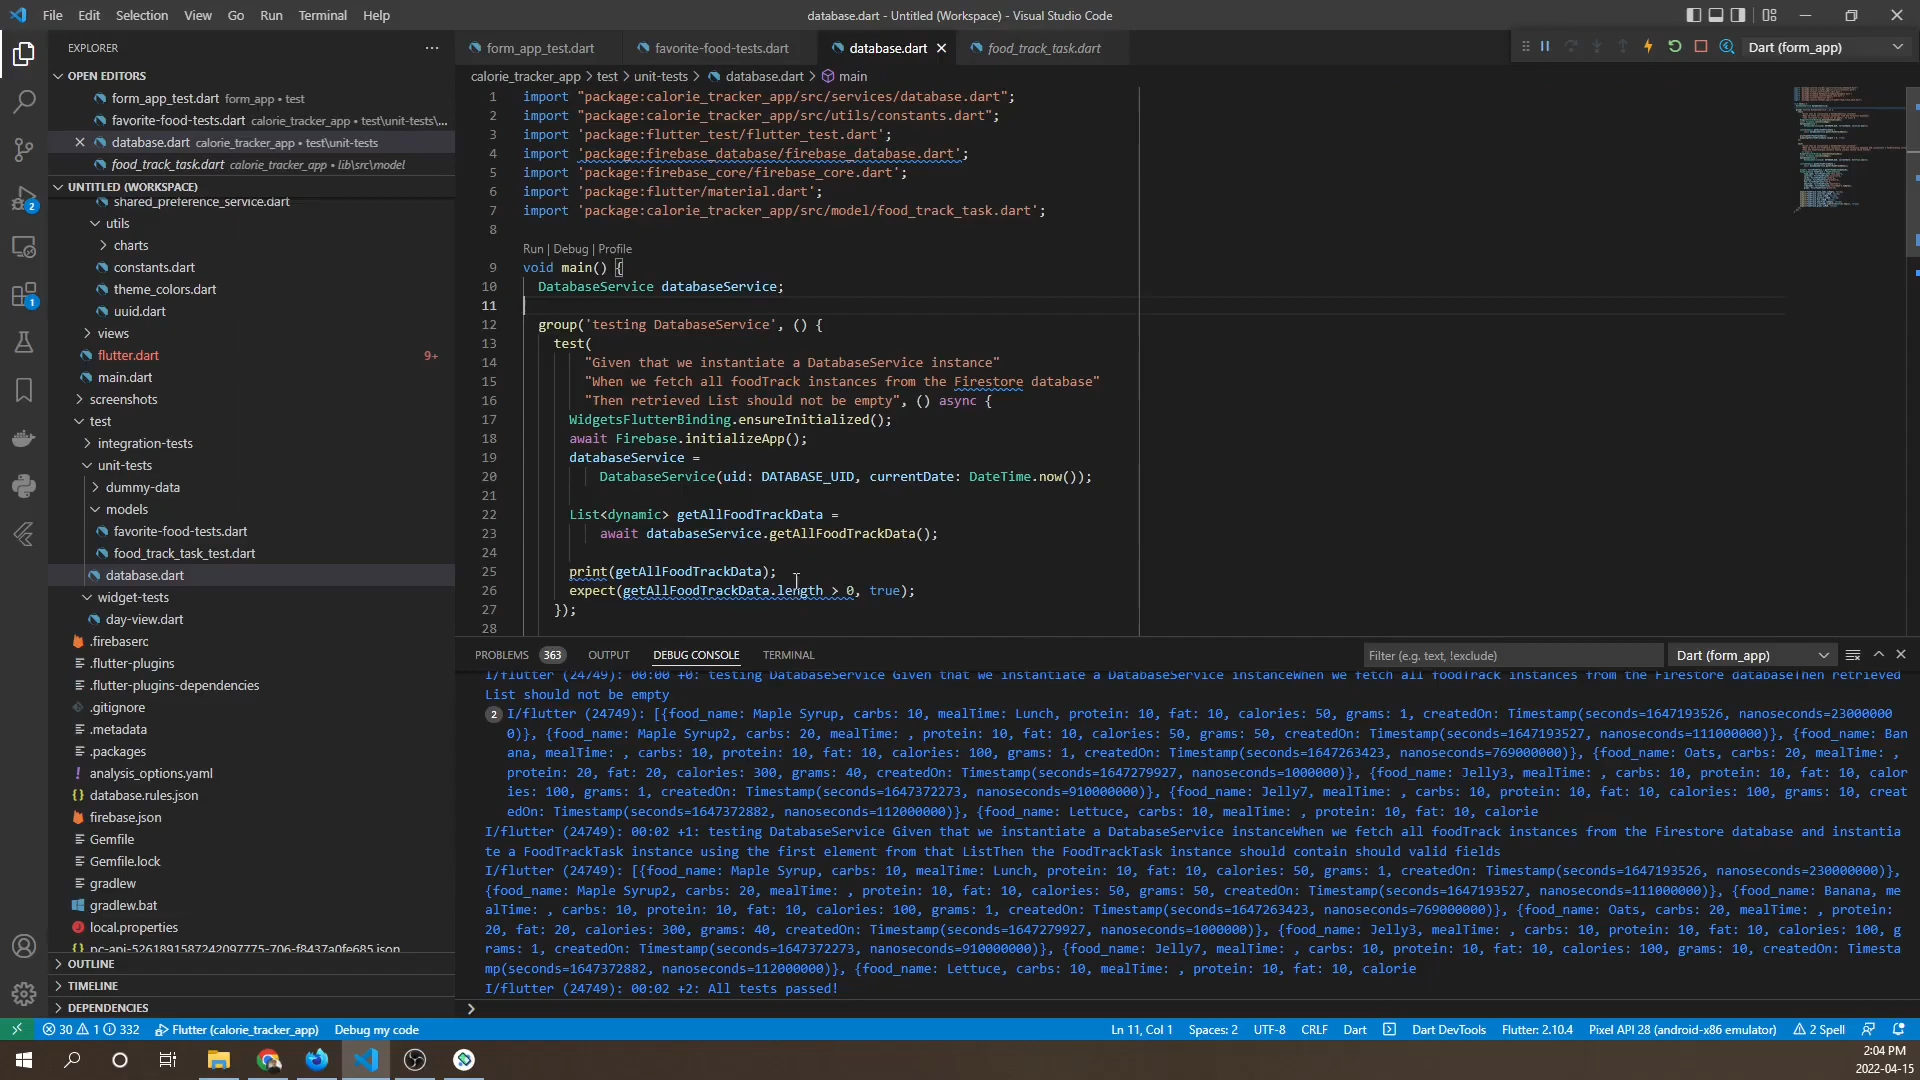 File Edit Selection View Go Run Terminal Help
database.dart - Untitled (Workspace) - Visual Studio Code
EXPLORER
OPEN EDITORS
form_app_test.dart form_app • test
favorite-food-tests.dart calorie_tracker_app • test\unit-tests\...
database.dart calorie_tracker_app • test\unit-tests
food_track_task.dart calorie_tracker_app • lib\src\model
UNTITLED (WORKSPACE)
shared_preference_service.dart
utils
charts
constants.dart
theme_colors.dart
uuid.dart
views
flutter.dart 9+
main.dart
screenshots
test
integration-tests
unit-tests
dummy-data
models
favorite-food-tests.dart
food_track_task_test.dart
database.dart
widget-tests
day-view.dart
.firebaserc
.flutter-plugins
.flutter-plugins-dependencies
.gitignore
.metadata
.packages
analysis_options.yaml
database.rules.json
firebase.json
Gemfile
Gemfile.lock
gradlew
gradlew.bat
local.properties
pc-api-5261891587242097775-706-f8437a0fe685.json
OUTLINE
TIMELINE
DEPENDENCIES
2
1
form_app_test.dart favorite-food-tests.dart database.dart food_track_task.dart
Dart (form_app)
calorie_tracker_app > test > unit-tests > database.dart > main
1 import "package:calorie_tracker_app/src/services/database.dart";
2 import "package:calorie_tracker_app/src/utils/constants.dart";
3 import 'package:flutter_test/flutter_test.dart';
4 import 'package:firebase_database/firebase_database.dart';
5 import 'package:firebase_core/firebase_core.dart';
6 import 'package:flutter/material.dart';
7 import 'package:calorie_tracker_app/src/model/food_track_task.dart';
8
Run | Debug | Profile
9 void main() {
10 DatabaseService databaseService;
11
12 group('testing DatabaseService', () {
13 test(
14 "Given that we instantiate a DatabaseService instance"
15 "When we fetch all foodTrack instances from the Firestore database"
16 "Then retrieved List should not be empty", () async {
17 WidgetsFlutterBinding.ensureInitialized();
18 await Firebase.initializeApp();
19 databaseService =
20 DatabaseService(uid: DATABASE_UID, currentDate: DateTime.now());
21
22 List<dynamic> getAllFoodTrackData =
23 await databaseService.getAllFoodTrackData();
24
25 print(getAllFoodTrackData);
26 expect(getAllFoodTrackData.length > 0, true);
27 });
28
PROBLEMS 363 OUTPUT DEBUG CONSOLE TERMINAL
Filter (e.g. text, !exclude) Dart (form_app)
I/flutter (24749): 00:00 +0: testing DatabaseService Given that we instantiate a DatabaseService instanceWhen we fetch all foodTrack instances from the Firestore databaseThen retrieved
List should not be empty
2 I/flutter (24749): [{food_name: Maple Syrup, carbs: 10, mealTime: Lunch, protein: 10, fat: 10, calories: 50, grams: 1, createdOn: Timestamp(seconds=1647193526, nanoseconds=23000000
0)}, {food_name: Maple Syrup2, carbs: 20, mealTime: , protein: 10, fat: 10, calories: 50, grams: 50, createdOn: Timestamp(seconds=1647193527, nanoseconds=111000000)}, {food_name: Ban
ana, mealTime: , carbs: 10, protein: 10, fat: 10, calories: 100, grams: 1, createdOn: Timestamp(seconds=1647263423, nanoseconds=769000000)}, {food_name: Oats, carbs: 20, mealTime: ,
protein: 20, fat: 20, calories: 300, grams: 40, createdOn: Timestamp(seconds=1647279927, nanoseconds=1000000)}, {food_name: Jelly3, mealTime: , carbs: 10, protein: 10, fat: 10, calor
ies: 100, grams: 1, createdOn: Timestamp(seconds=1647372273, nanoseconds=910000000)}, {food_name: Jelly7, mealTime: , carbs: 10, protein: 10, fat: 10, calories: 100, grams: 10, creat
edOn: Timestamp(seconds=1647372882, nanoseconds=112000000)}, {food_name: Lettuce, carbs: 10, mealTime: , protein: 10, fat: 10, calorie
I/flutter (24749): 00:02 +1: testing DatabaseService Given that we instantiate a DatabaseService instanceWhen we fetch all foodTrack instances from the Firestore database and instantia
te a FoodTrackTask instance using the first element from that ListThen the FoodTrackTask instance should contain should valid fields
I/flutter (24749): [{food_name: Maple Syrup, carbs: 10, mealTime: Lunch, protein: 10, fat: 10, calories: 50, grams: 1, createdOn: Timestamp(seconds=1647193526, nanoseconds=230000000)},
{food_name: Maple Syrup2, carbs: 20, mealTime: , protein: 10, fat: 10, calories: 50, grams: 50, createdOn: Timestamp(seconds=1647193527, nanoseconds=111000000)}, {food_name: Banana, me
alTime: , carbs: 10, protein: 10, fat: 10, calories: 100, grams: 1, createdOn: Timestamp(seconds=1647263423, nanoseconds=769000000)}, {food_name: Oats, carbs: 20, mealTime: , protein:
20, fat: 20, calories: 300, grams: 40, createdOn: Timestamp(seconds=1647279927, nanoseconds=1000000)}, {food_name: Jelly3, mealTime: , carbs: 10, protein: 10, fat: 10, calories: 100, g
rams: 1, createdOn: Timestamp(seconds=1647372273, nanoseconds=910000000)}, {food_name: Jelly7, mealTime: , carbs: 10, protein: 10, fat: 10, calories: 100, grams: 10, createdOn: Timesta
mp(seconds=1647372882, nanoseconds=112000000)}, {food_name: Lettuce, carbs: 10, mealTime: , protein: 10, fat: 10, calorie
I/flutter (24749): 00:02 +2: All tests passed!
30 1 332 Flutter (calorie_tracker_app) Debug my code
Ln 11, Col 1 Spaces: 2 UTF-8 CRLF Dart Dart DevTools Flutter: 2.10.4 Pixel API 28 (android-x86 emulator) 2 Spell
2:04 PM
2022-04-15